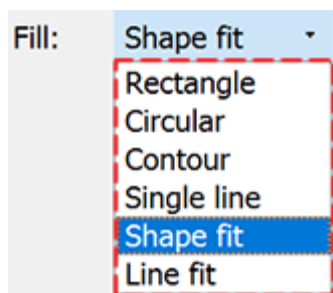 Fill: Shape fit
Rectangle
Circular
Contour
Single line
Shape fit
Line fit